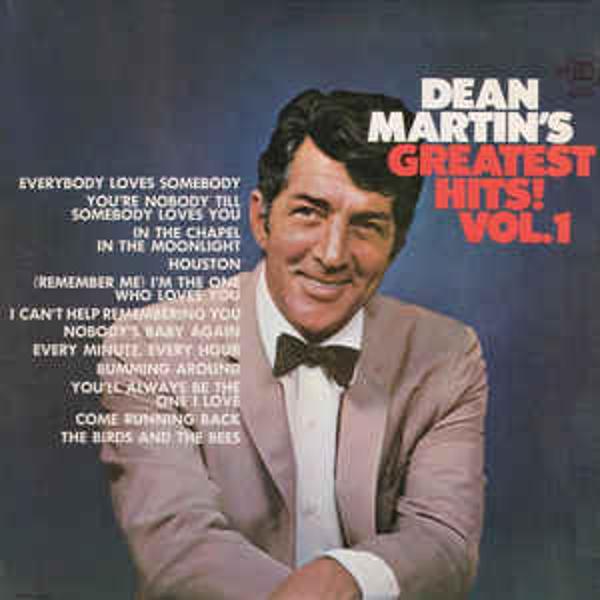 DEAN
MARTIN'S
GREATEST
HITS!
VOL.1
EVERYBODY LOVES SOMEBODY
YOU'RE NOBODY TILL
SOMEBODY LOVES YOU
IN THE CHAPEL
IN THE MOONLIGHT
HOUSTON
(REMEMBER ME) I'M THE ONE
WHO LOVES YOU
I CAN'T HELP REMEMBERING YOU
NOBODY'S BABY AGAIN
EVERY MINUTE, EVERY HOUR
BUMMING AROUND
YOU'LL ALWAYS BE THE
ONE I LOVE
COME RUNNING BACK
THE BIRDS AND THE BEES